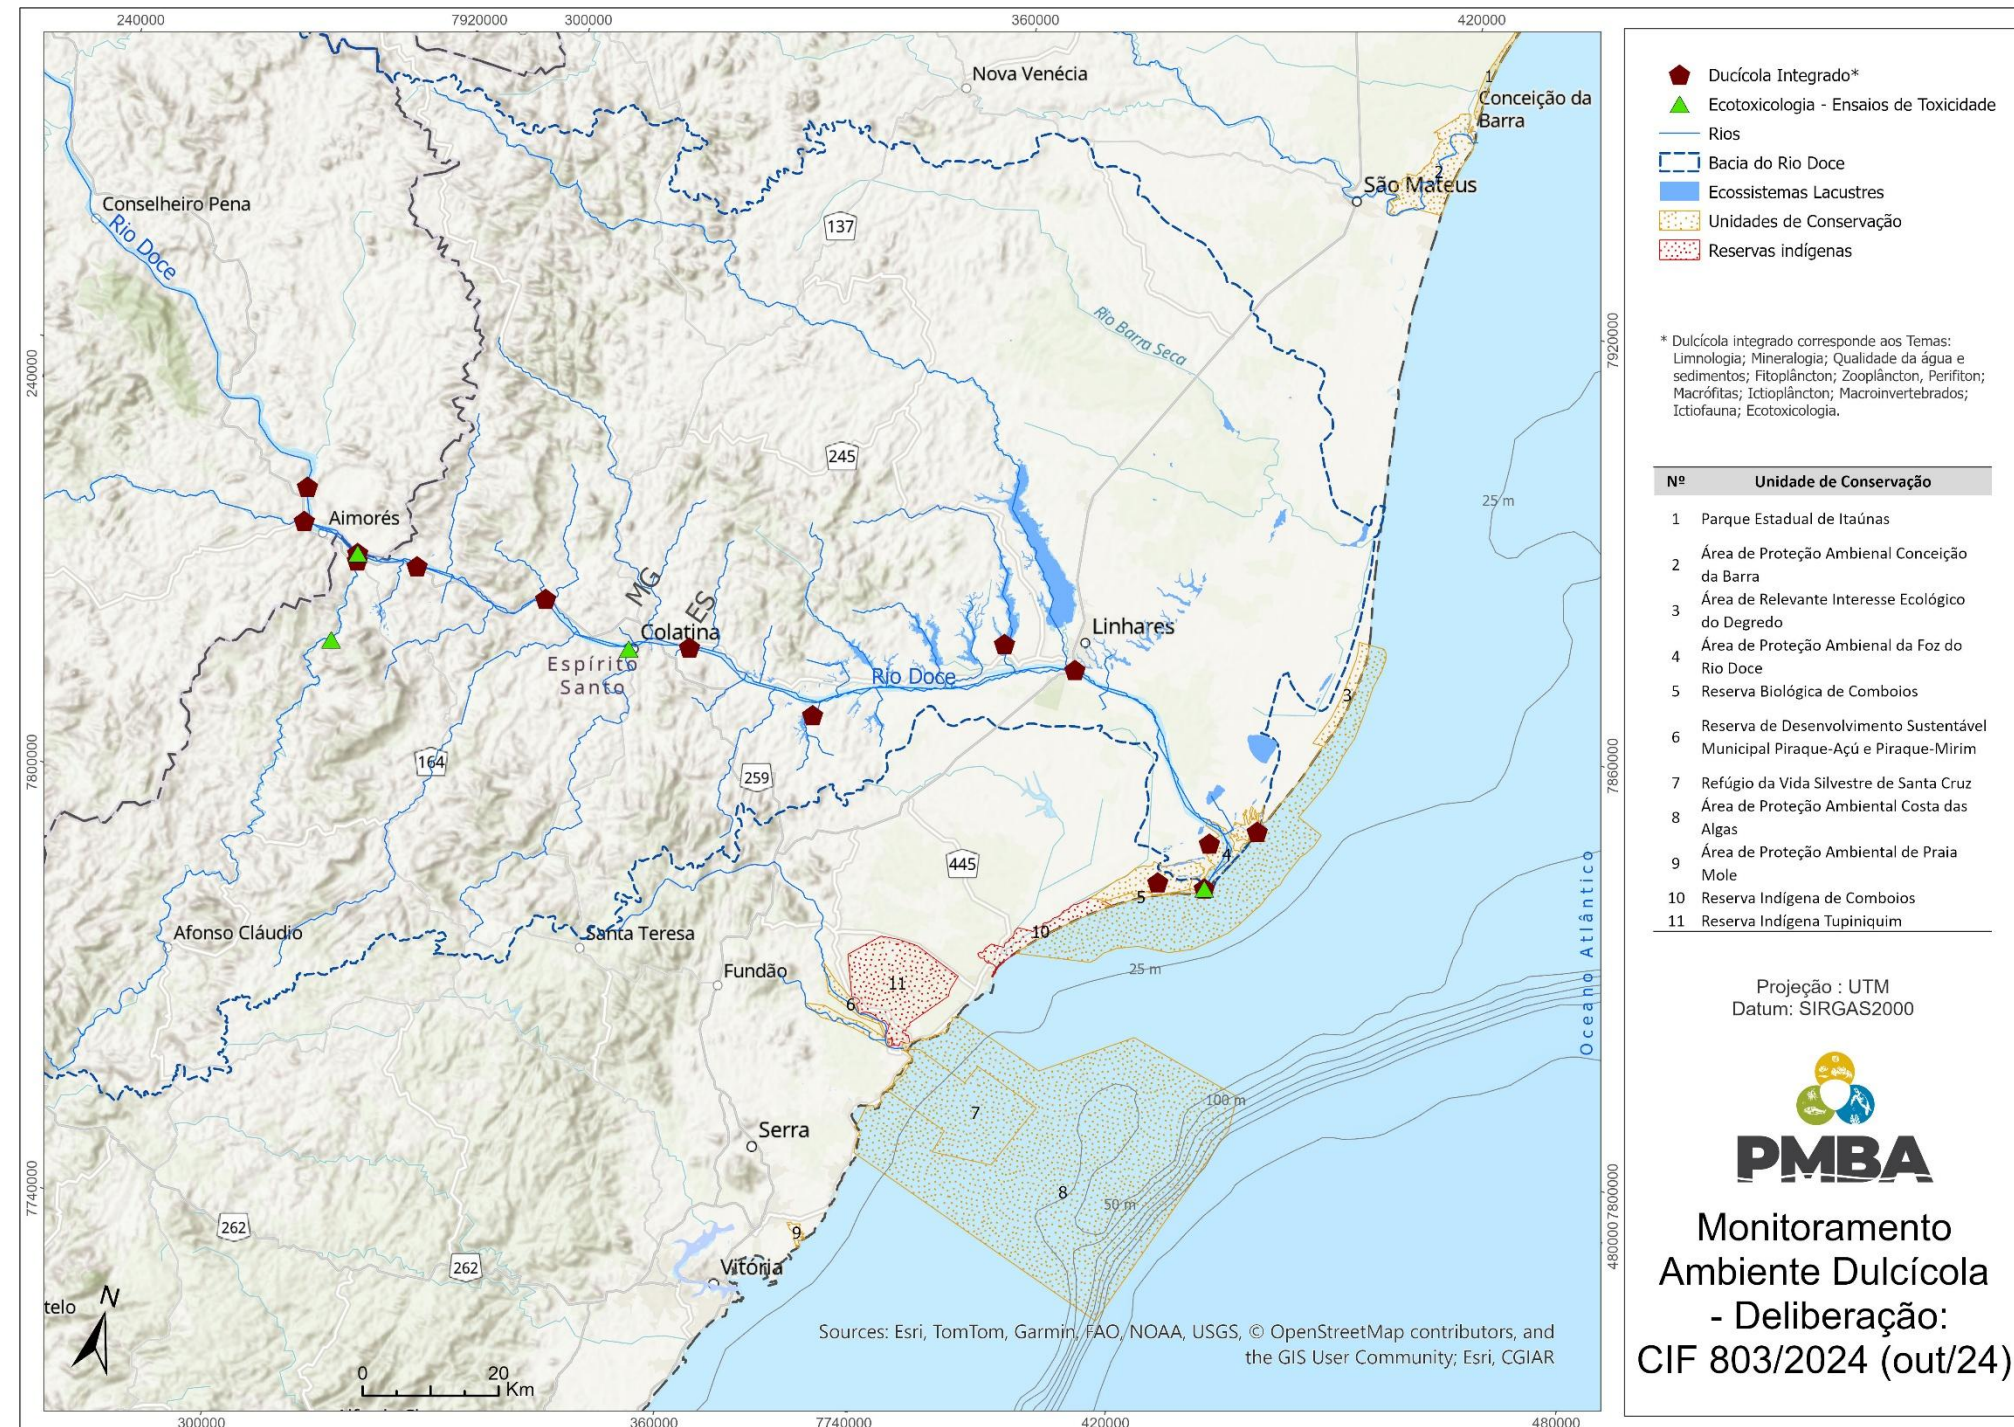 240000
7920000
300000
360000
420000
Nova Venécia
1
Conceição da
Barra
1
2
São Mateus
Conselheiro Pena
Rio Doce
137
Rio Barra Seca
240000
7920000
245
25 m
Aimorés
MG
ES
Colatina
Linhares
Espírito
Santo
Rio Doce
3
7800000
164
259
7860000
445
4
5
Oceano Atlântico
Afonso Cláudio
Santa Teresa
10
Fundão
25 m
11
6
7
100 m
Serra
8
50 m
7740000
7800000
262
9
480000
262
Vitória
telo
N
Sources: Esri, TomTom, Garmin, FAO, NOAA, USGS, © OpenStreetMap contributors, and
the GIS User Community; Esri, CGIAR
0
20
Km
300000
360000
7740000
420000
480000
Ducícola Integrado*
Ecotoxicologia - Ensaios de Toxicidade
Rios
Bacia do Rio Doce
Ecossistemas Lacustres
Unidades de Conservação
Reservas indígenas
* Dulcícola integrado corresponde aos Temas:
Limnologia; Mineralogia; Qualidade da água e
sedimentos; Fitoplâncton; Zooplâncton, Perifiton;
Macrófitas; Ictioplâncton; Macroinvertebrados;
Ictiofauna; Ecotoxicologia.
Nº Unidade de Conservação
1 Parque Estadual de Itaúnas
2 Área de Proteção Ambienal Conceição
da Barra
3 Área de Relevante Interesse Ecológico
do Degredo
4 Área de Proteção Ambienal da Foz do
Rio Doce
5 Reserva Biológica de Comboios
6 Reserva de Desenvolvimento Sustentável
Municipal Piraque-Açú e Piraque-Mirim
7 Refúgio da Vida Silvestre de Santa Cruz
8 Área de Proteção Ambiental Costa das
Algas
9 Área de Proteção Ambiental de Praia
Mole
10 Reserva Indígena de Comboios
11 Reserva Indígena Tupiniquim
Projeção : UTM
Datum: SIRGAS2000
PMBA
Monitoramento
Ambiente Dulcícola
- Deliberação:
CIF 803/2024 (out/24)